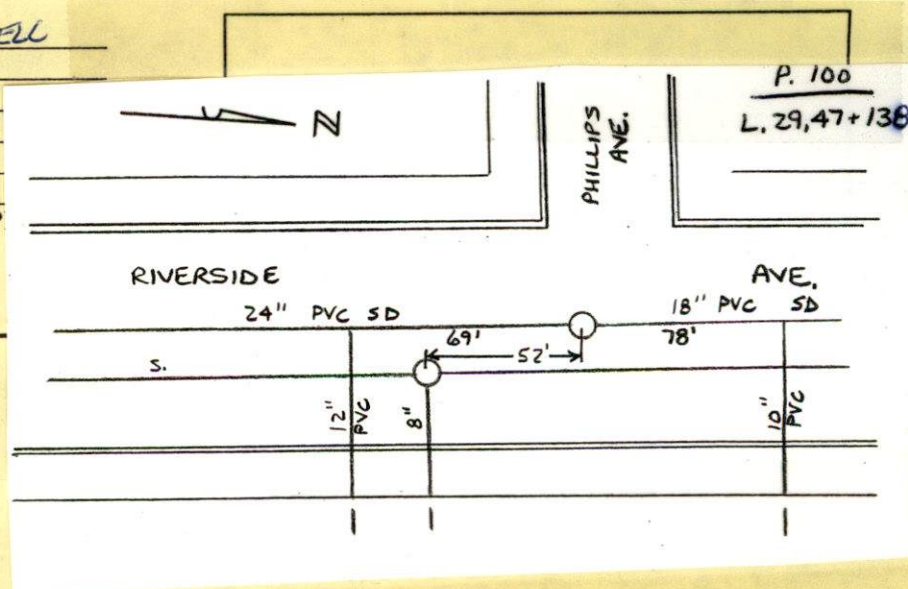 ELL
P. 100
L. 29,47+138
N
PHILLIPS
AVE.
RIVERSIDE AVE.
24" PVC SD 18" PVC SD
69' 78'
52'
S.
12"
PVC
8"
10"
PVC